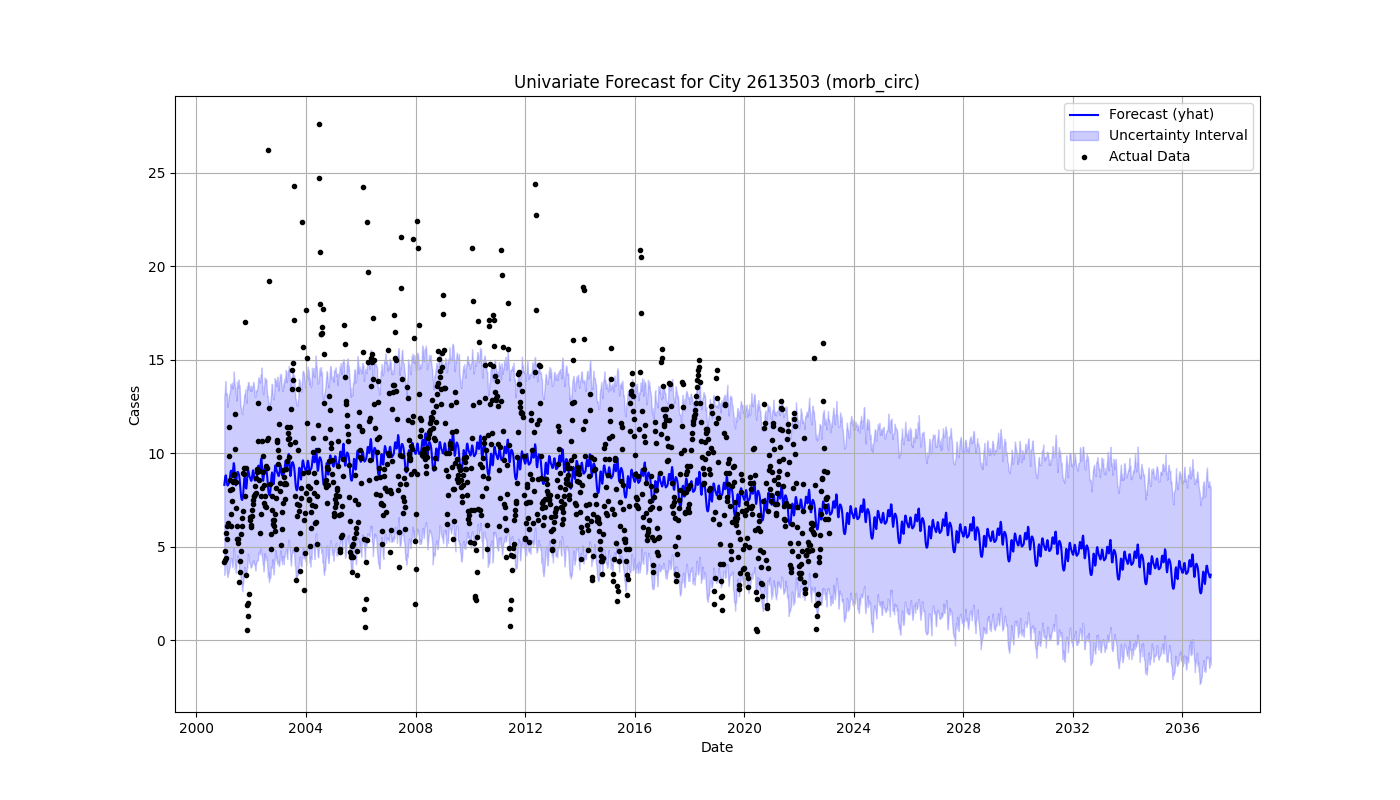 Univariate Forecast for City 2613503 (morb_circ)
Forecast (yhat)
Uncertainty Interval
Actual Data
Cases
25
20
15
10
5
0
2000 2004 2008 2012 2016 2020 2024 2028 2032 2036
Date